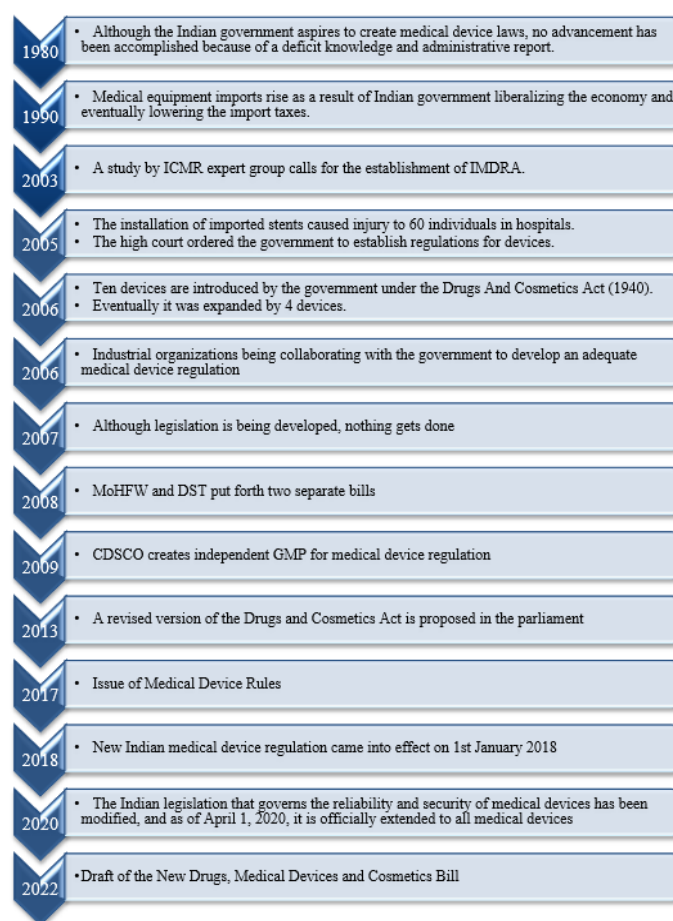 1980
• Although the Indian government aspires to create medical device laws, no advancement has
been accomplished because of a deficit knowledge and administrative report.
1990
• Medical equipment imports rise as a result of Indian government liberalizing the economy and
eventually lowering the import taxes.
2003
• A study by ICMR expert group calls for the establishment of IMDRA.
2005
• The installation of imported stents caused injury to 60 individuals in hospitals.
• The high court ordered the government to establish regulations for devices.
2006
• Ten devices are introduced by the government under the Drugs And Cosmetics Act (1940).
• Eventually it was expanded by 4 devices.
2006
• Industrial organizations being collaborating with the government to develop an adequate
medical device regulation
2007
• Although legislation is being developed, nothing gets done
2008
• MoHFW and DST put forth two separate bills
2009
• CDSCO creates independent GMP for medical device regulation
2013
• A revised version of the Drugs and Cosmetics Act is proposed in the parliament
2017
• Issue of Medical Device Rules
2018
• New Indian medical device regulation came into effect on 1st January 2018
2020
• The Indian legislation that governs the reliability and security of medical devices has been
modified, and as of April 1, 2020, it is officially extended to all medical devices
2022
•Draft of the New Drugs, Medical Devices and Cosmetics Bill